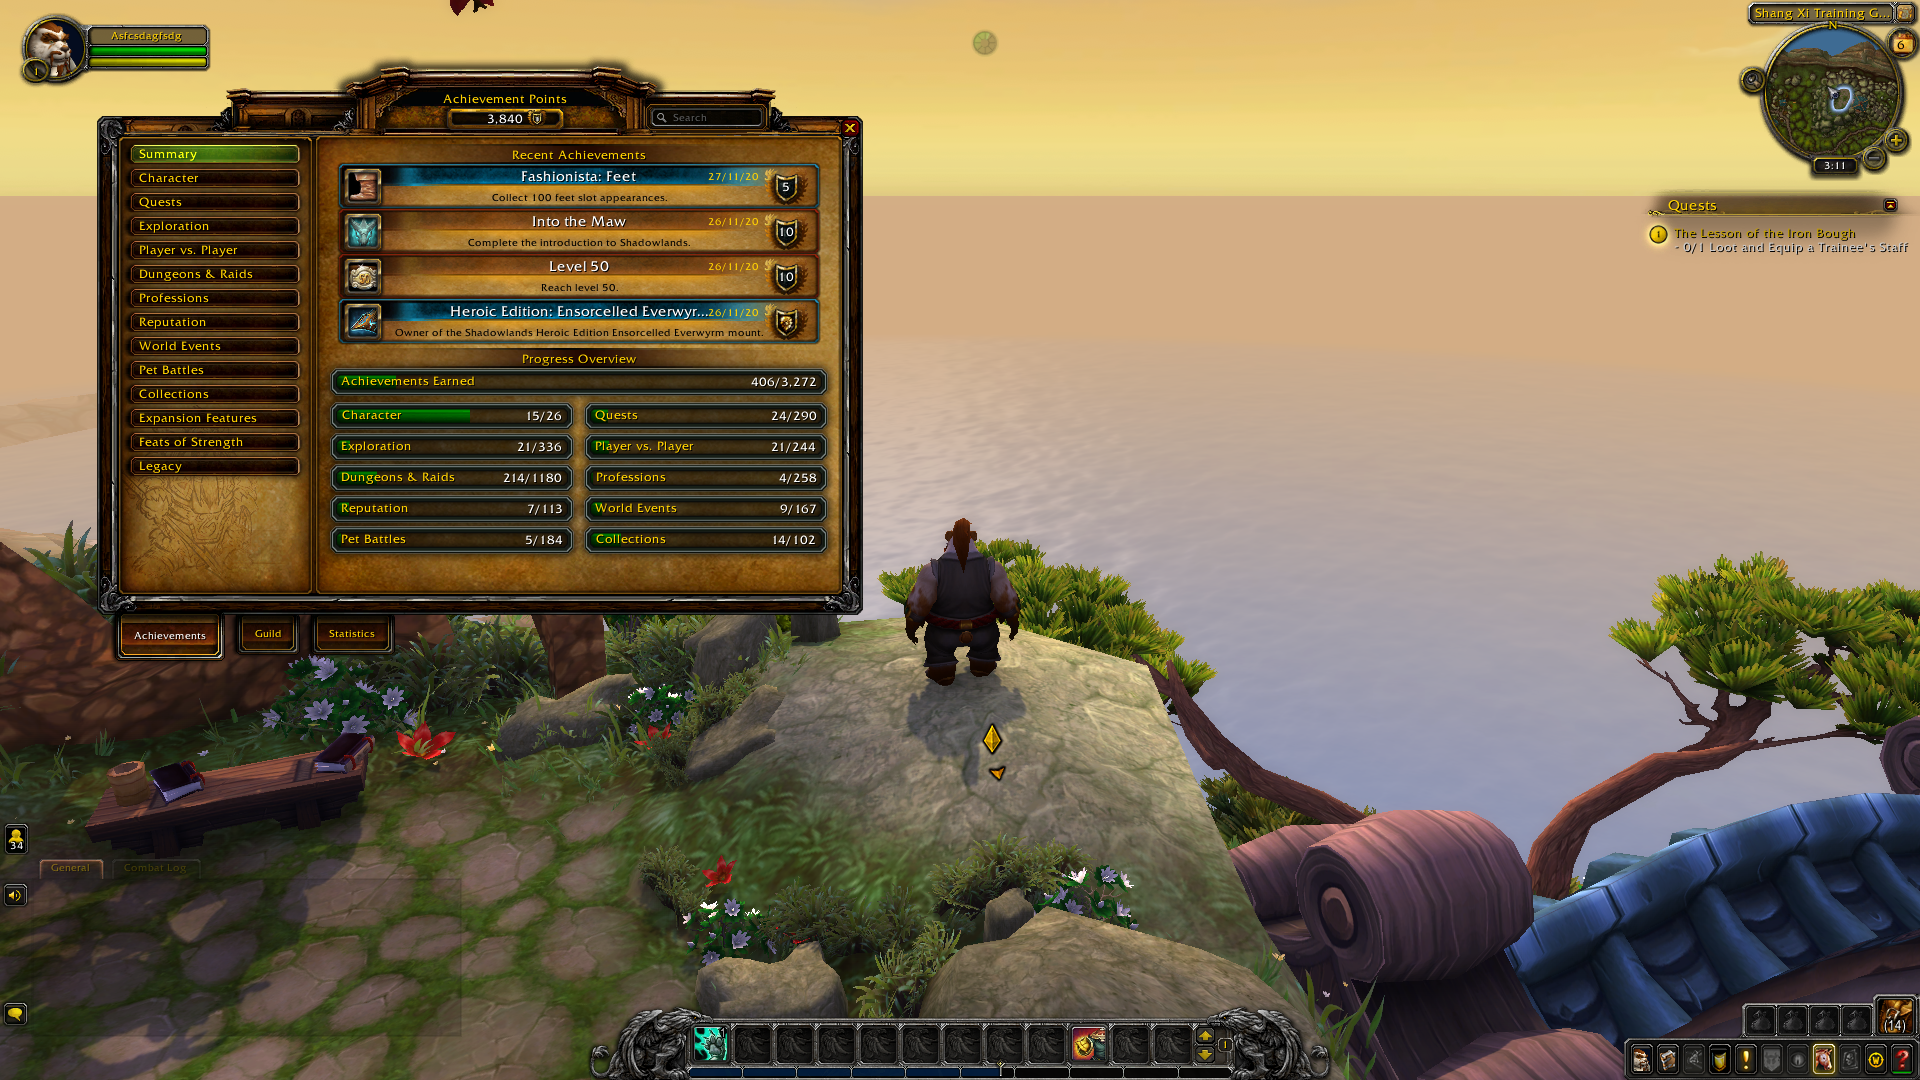 Asfcsdagfsdg
1
Shang Xi Training G...
N
6
3:11
Quests
1
The Lesson of the Iron Bough
- 0/1 Loot and Equip a Trainee's Staff
Achievement Points
3,840
Search
Summary
Character
Quests
Exploration
Player vs. Player
Dungeons & Raids
Professions
Reputation
World Events
Pet Battles
Collections
Expansion Features
Feats of Strength
Legacy
Recent Achievements
Fashionista: Feet 27/11/20 5
Collect 100 feet slot appearances.
Into the Maw 26/11/20 10
Complete the introduction to Shadowlands.
Level 50 26/11/20 10
Reach level 50.
Heroic Edition: Ensorcelled Everwyr... 26/11/20
Owner of the Shadowlands Heroic Edition Ensorcelled Everwyrm mount.
Progress Overview
Achievements Earned 406/3,272
Character 15/26 Quests 24/290
Exploration 21/336 Player vs. Player 21/244
Dungeons & Raids 214/1180 Professions 4/258
Reputation 7/113 World Events 9/167
Pet Battles 5/184 Collections 14/102
Achievements Guild Statistics
34
General Combat Log
1
1
(14)